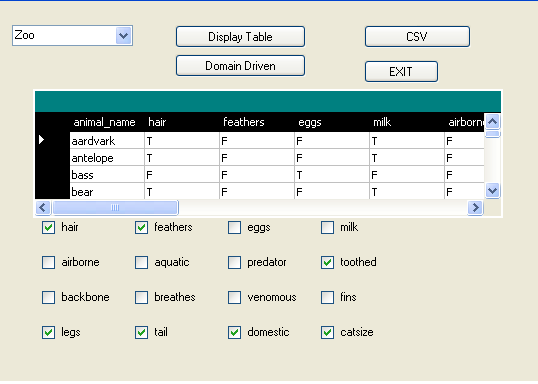 Zoo Display Table CSV
Domain Driven EXIT
animal_name hair feathers eggs milk airborne
aardvark T F F T F
antelope T F F T F
bass F F T F F
bear T F F T F
hair feathers eggs milk
airborne aquatic predator toothed
backbone breathes venomous fins
legs tail domestic catsize